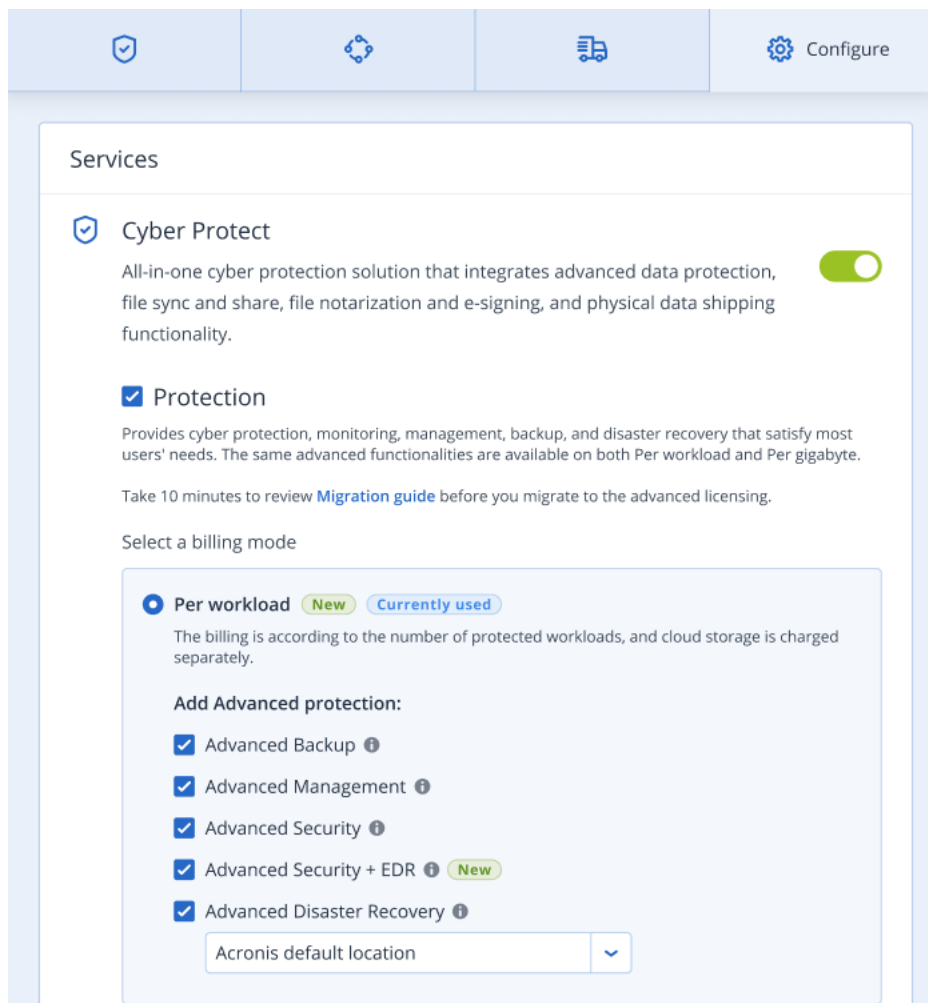 Configure
Services
Cyber Protect
All-in-one cyber protection solution that integrates advanced data protection,
file sync and share, file notarization and e-signing, and physical data shipping
functionality.
Protection
Provides cyber protection, monitoring, management, backup, and disaster recovery that satisfy most
users' needs. The same advanced functionalities are available on both Per workload and Per gigabyte.
Take 10 minutes to review Migration guide before you migrate to the advanced licensing.
Select a billing mode
Per workload New Currently used
The billing is according to the number of protected workloads, and cloud storage is charged
separately.
Add Advanced protection:
Advanced Backup
Advanced Management
Advanced Security
Advanced Security + EDR New
Advanced Disaster Recovery
Acronis default location